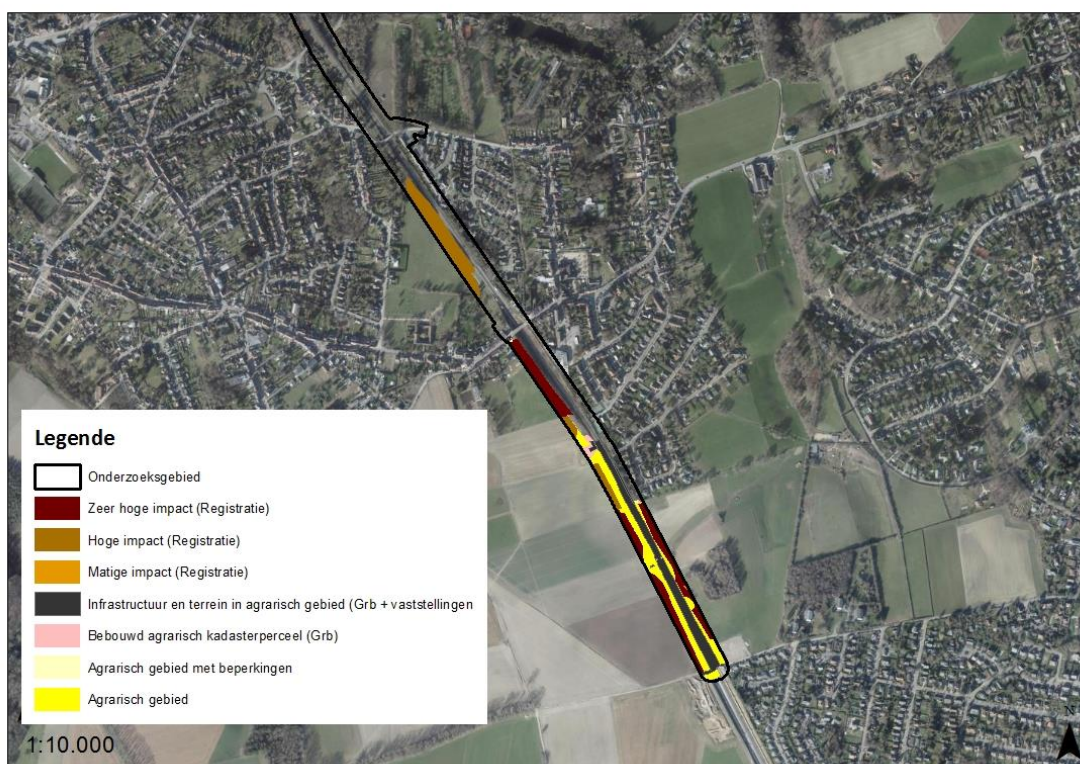 Legende
Onderzoeksgebied
Zeer hoge impact (Registratie)
Hoge impact (Registratie)
Matige impact (Registratie)
Infrastructuur en terrein in agrarisch gebied (Grb + vaststellingen
Bebouwd agrarisch kadasterperceel (Grb)
Agrarisch gebied met beperkingen
Agrarisch gebied
1:10.000
N